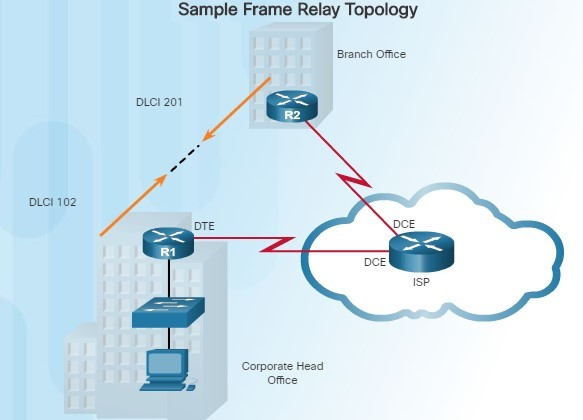 Sample Frame Relay Topology
Branch Office
DLCI 201
R2
DLCI 102
DTE
DCE
R1
DCE
ISP
Corporate Head
Office